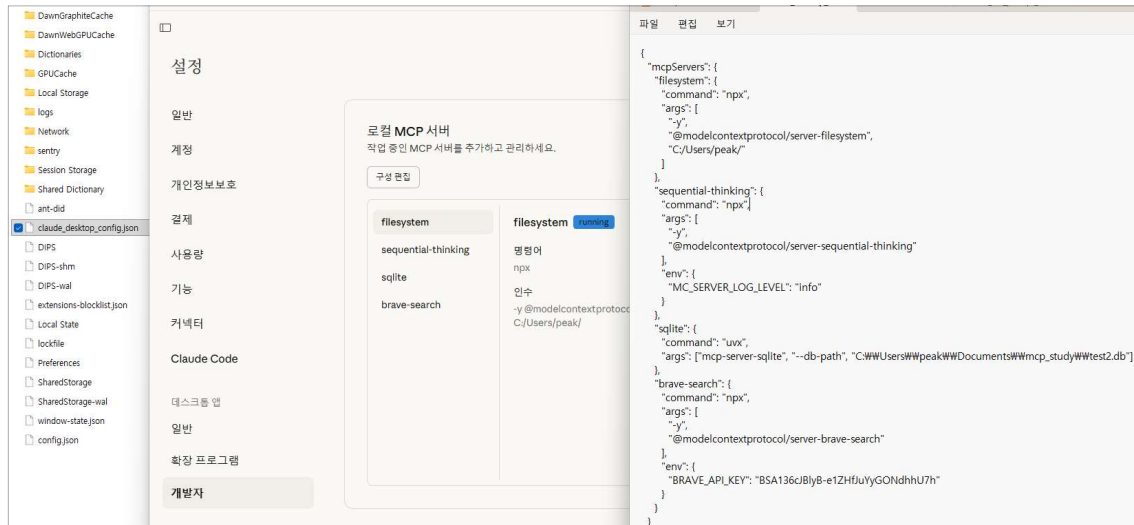 DawnGraphiteCache
DawnWebGPUCache
Dictionaries
GPUCache
Local Storage
logs
Network
sentry
Session Storage
Shared Dictionary
ant-did
claude_desktop_config.json
DIPS
DIPS-shm
DIPS-wal
extensions-blocklist.json
Local State
lockfile
Preferences
SharedStorage
SharedStorage-wal
window-state.json
config.json
설정
일반
계정
개인정보보호
결제
사용량
기능
커넥터
Claude Code
데스크톱 앱
일반
확장 프로그램
개발자
로컬 MCP 서버
작업 중인 MCP 서버를 추가하고 관리하세요.
구성 편집
filesystem
sequential-thinking
sqlite
brave-search
filesystem running
명령어
npx
인수
-y @modelcontextprotoc
C:/Users/peak/
파일 편집 보기
{
"mcpServers": {
"filesystem": {
"command": "npx",
"args": [
"-y",
"@modelcontextprotocol/server-filesystem",
"C:/Users/peak/"
]
},
"sequential-thinking": {
"command": "npx",
"args": [
"-y",
"@modelcontextprotocol/server-sequential-thinking"
],
"env": {
"MC_SERVER_LOG_LEVEL": "info"
}
},
"sqlite": {
"command": "uvx",
"args": ["mcp-server-sqlite", "--db-path", "C:₩₩Users₩₩peak₩₩Documents₩₩mcp_study₩₩test2.db"]
},
"brave-search": {
"command": "npx",
"args": [
"-y",
"@modelcontextprotocol/server-brave-search"
],
"env": {
"BRAVE_API_KEY": "BSA136cJBlyB-e1ZHfJuYyGONdhhU7h"
}
}
}